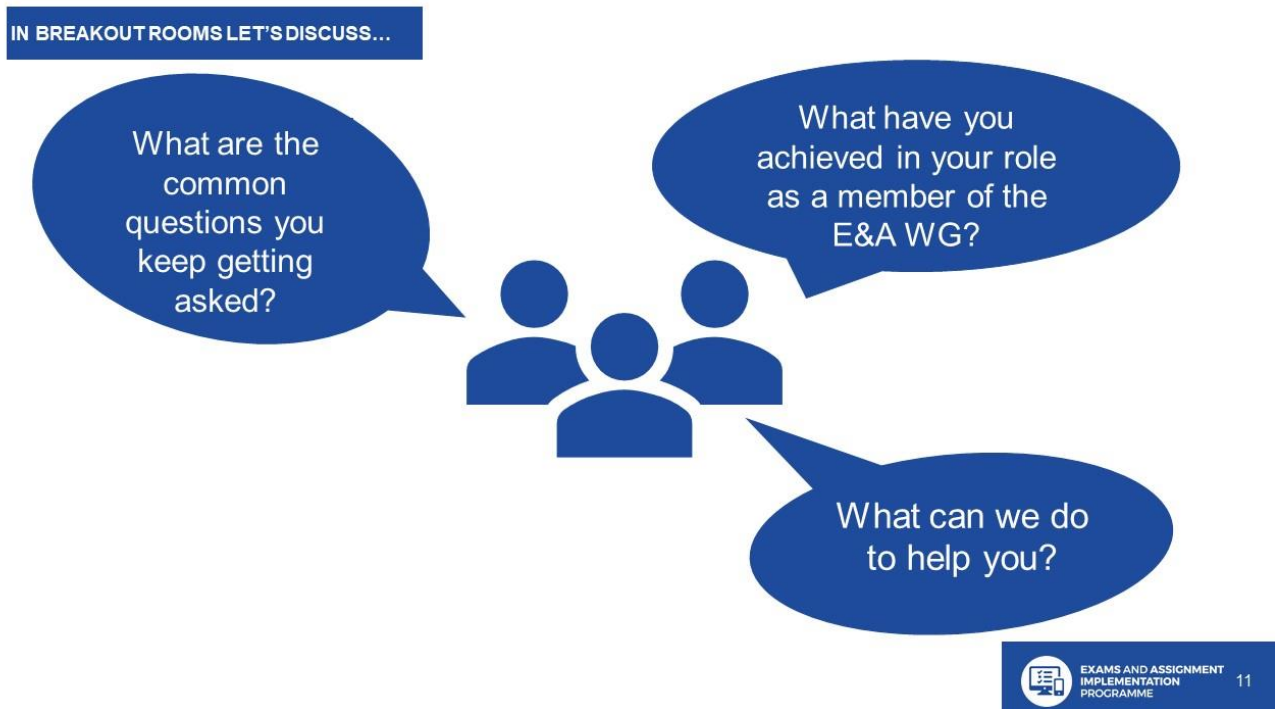 IN BREAKOUT ROOMS LET'S DISCUSS...
What are the
common
questions you
keep getting
asked?
What have you
achieved in your role
as a member of the
E&A WG?
What can we do
to help you?
EXAMS AND ASSIGNMENT
IMPLEMENTATION
PROGRAMME
11